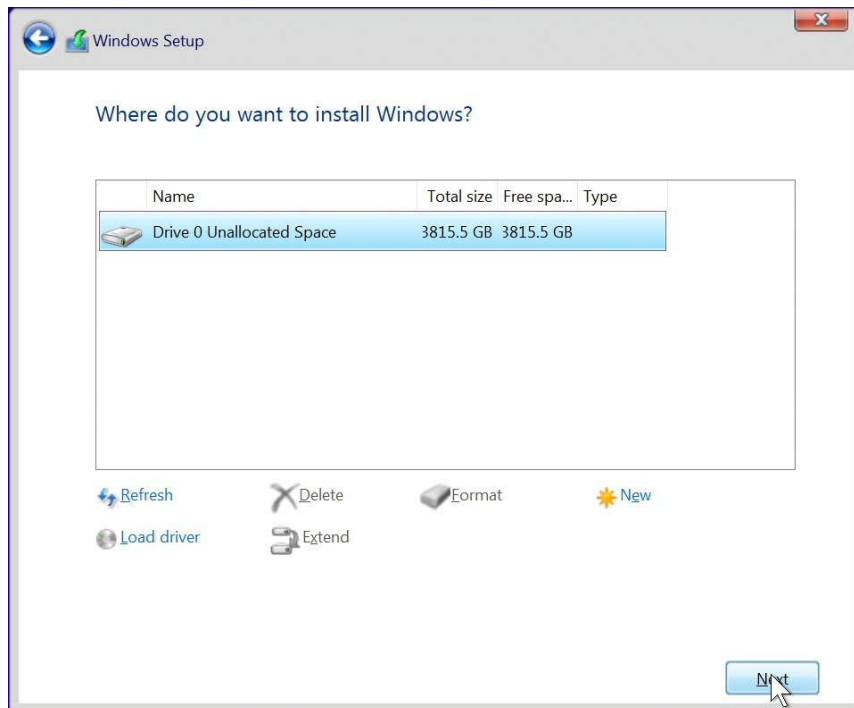 Windows Setup
Where do you want to install Windows?
Name Total size Free spa... Type
Drive 0 Unallocated Space 3815.5 GB 3815.5 GB
Refresh Delete Format New
Load driver Extend
Next